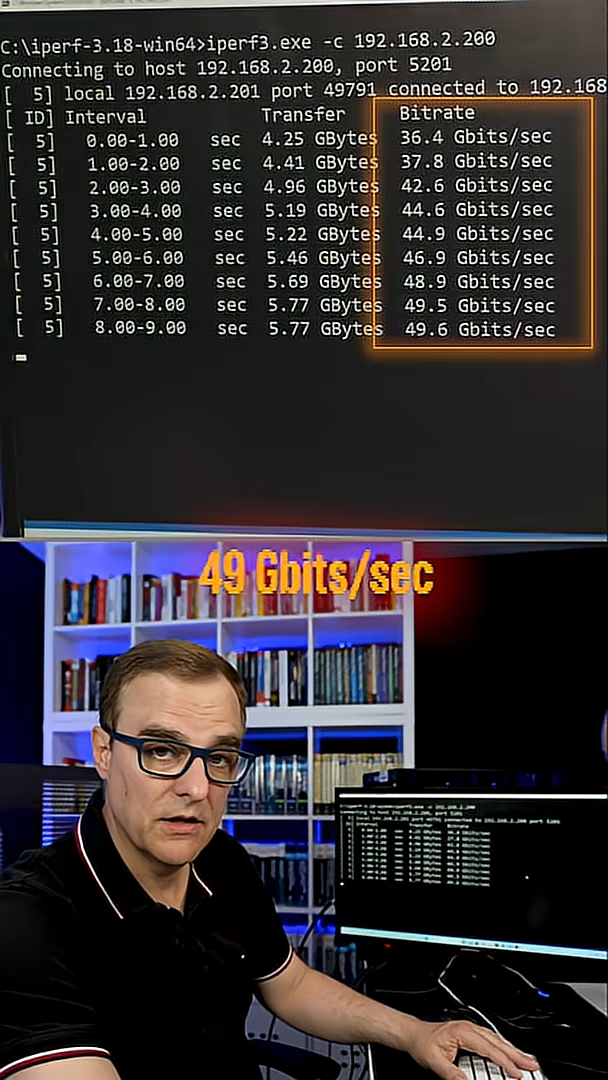 C:\iperf-3.18-win64>iperf3.exe -c 192.168.2.200
Connecting to host 192.168.2.200, port 5201
[  5] local 192.168.2.201 port 49791 connected to 192.168
[ ID] Interval Transfer Bitrate
[  5] 0.00-1.00 sec 4.25 GBytes 36.4 Gbits/sec
[  5] 1.00-2.00 sec 4.41 GBytes 37.8 Gbits/sec
[  5] 2.00-3.00 sec 4.96 GBytes 42.6 Gbits/sec
[  5] 3.00-4.00 sec 5.19 GBytes 44.6 Gbits/sec
[  5] 4.00-5.00 sec 5.22 GBytes 44.9 Gbits/sec
[  5] 5.00-6.00 sec 5.46 GBytes 46.9 Gbits/sec
[  5] 6.00-7.00 sec 5.69 GBytes 48.9 Gbits/sec
[  5] 7.00-8.00 sec 5.77 GBytes 49.5 Gbits/sec
[  5] 8.00-9.00 sec 5.77 GBytes 49.6 Gbits/sec
49 Gbits/sec